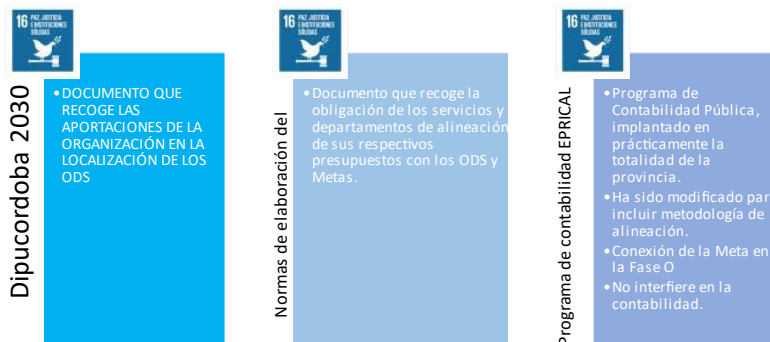 16 PAZ, JUSTICIA
E INSTITUCIONES
SÓLIDAS
Dipucordoba 2030
•DOCUMENTO QUE
RECOGE LAS
APORTACIONES DE LA
ORGANIZACIÓN EN LA
LOCALIZACIÓN DE LOS
ODS
16 PAZ, JUSTICIA
E INSTITUCIONES
SÓLIDAS
Normas de elaboración del
•Documento que recoge la
obligación de los servicios y
departamentos de alineación
de sus respectivos
presupuestos con los ODS y
Metas.
16 PAZ, JUSTICIA
E INSTITUCIONES
SÓLIDAS
Programa de contabilidad EPRICAL
•Programa de
Contabilidad Pública,
implantado en
prácticamente la
totalidad de la
provincia.
•Ha sido modificado par
incluir metodología de
alineación.
•Conexión de la Meta en
la Fase O
•No interfiere en la
contabilidad.